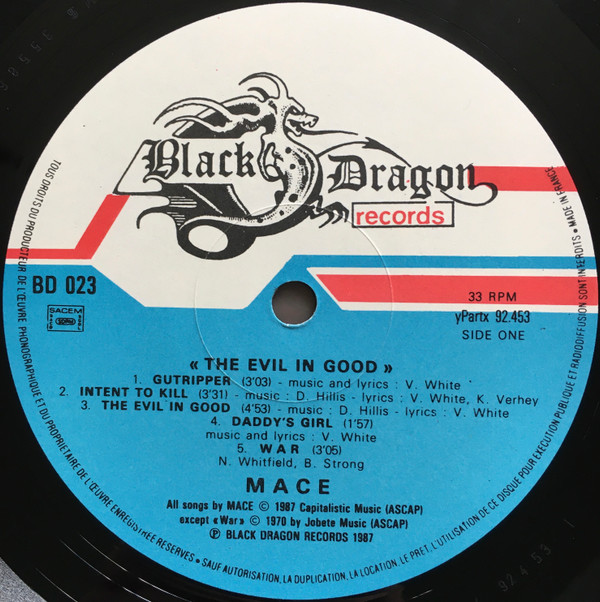 Black Dragon
records
BD 023
SACEM
33 RPM
yPartx 92.453
SIDE ONE
« THE EVIL IN GOOD »
1. GUTRIPPER (3'03) - music and lyrics : V. White
2. INTENT TO KILL (3'31) - music : D. Hillis - lyrics : V. White, K. Verhey
3. THE EVIL IN GOOD (4'53) - music : D. Hillis - lyrics : V. White
4. DADDY'S GIRL (1'57)
music and lyrics : V. White
5. WAR (3'05)
N. Whitfield, B. Strong
MACE
All songs by MACE © 1987 Capitalistic Music (ASCAP)
except «War» © 1970 by Jobete Music (ASCAP)
℗ BLACK DRAGON RECORDS 1987
TOUS DROITS DU PRODUCTEUR DE L'ŒUVRE PHONOGRAPHIQUE ET DU PROPRIETAIRE DE L'ŒUVRE ENREGISTRÉE RESERVES • SAUF AUTORISATION, LA DUPLICATION, LA LOCATION, LE PRET, L'UTILISATION DE CE DISQUE POUR EXECUTION PUBLIQUE ET RADIODIFFUSION SONT INTERDITS • MADE IN FRANCE